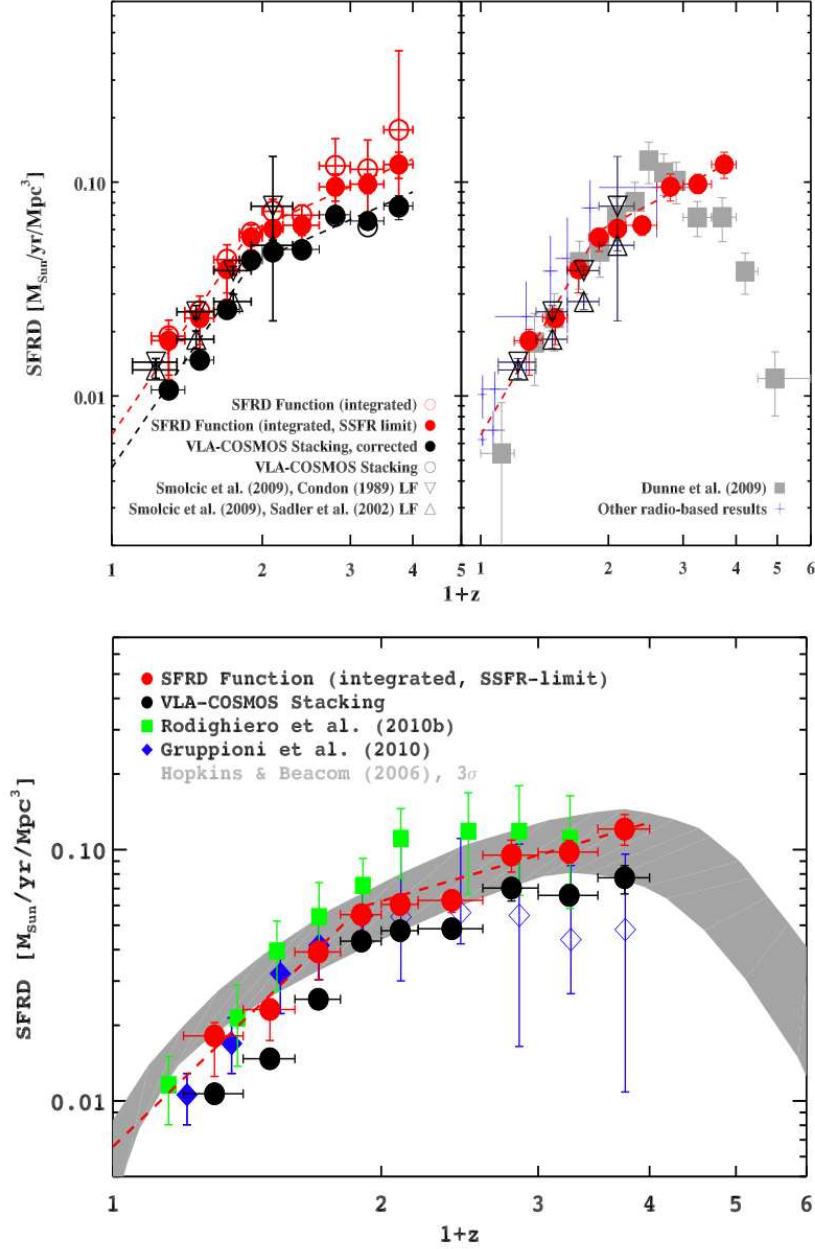 SFRD [M_Sun/yr/Mpc^3]
0.10
0.01
SFRD Function (integrated)
SFRD Function (integrated, SSFR limit)
VLA-COSMOS Stacking, corrected
VLA-COSMOS Stacking
Smolcic et al. (2009), Condon (1989) LF
Smolcic et al. (2009), Sadler et al. (2002) LF
Dunne et al. (2009)
Other radio-based results
1 2 3 4 5 1 2 3 4 5 6
1+z
SFRD [M_Sun/yr/Mpc^3]
0.10
0.01
SFRD Function (integrated, SSFR-limit)
VLA-COSMOS Stacking
Rodighiero et al. (2010b)
Gruppioni et al. (2010)
Hopkins & Beacom (2006), 3σ
1 2 3 4 5 6
1+z